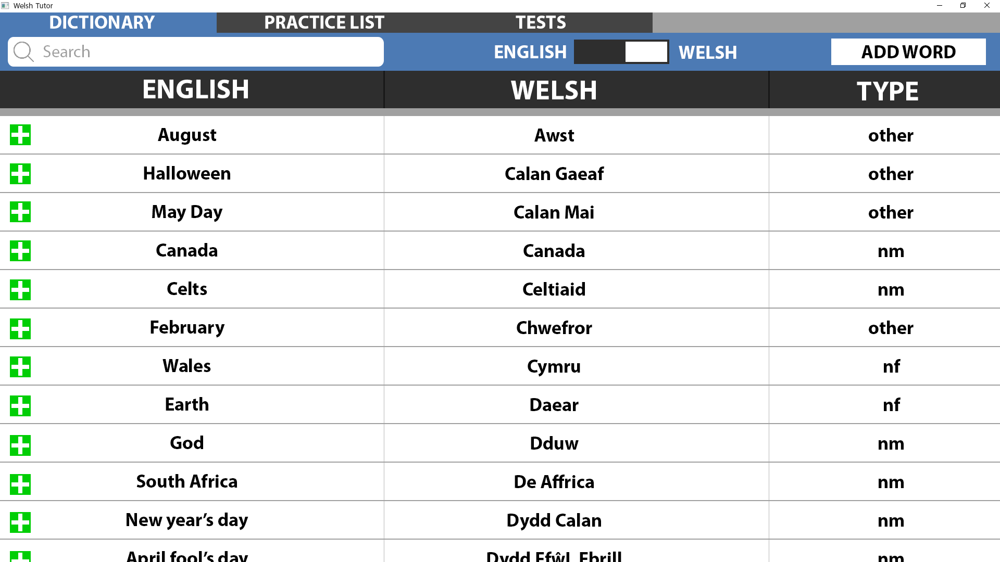 Welsh Tutor
DICTIONARY PRACTICE LIST TESTS
Search ENGLISH WELSH ADD WORD
ENGLISH WELSH TYPE
August Awst other
Halloween Calan Gaeaf other
May Day Calan Mai other
Canada Canada nm
Celts Celtiaid nm
February Chwefror other
Wales Cymru nf
Earth Daear nf
God Dduw nm
South Africa De Affrica nm
New year’s day Dydd Calan nm
April fool’s day Dydd Ffŵl Ebrill nm